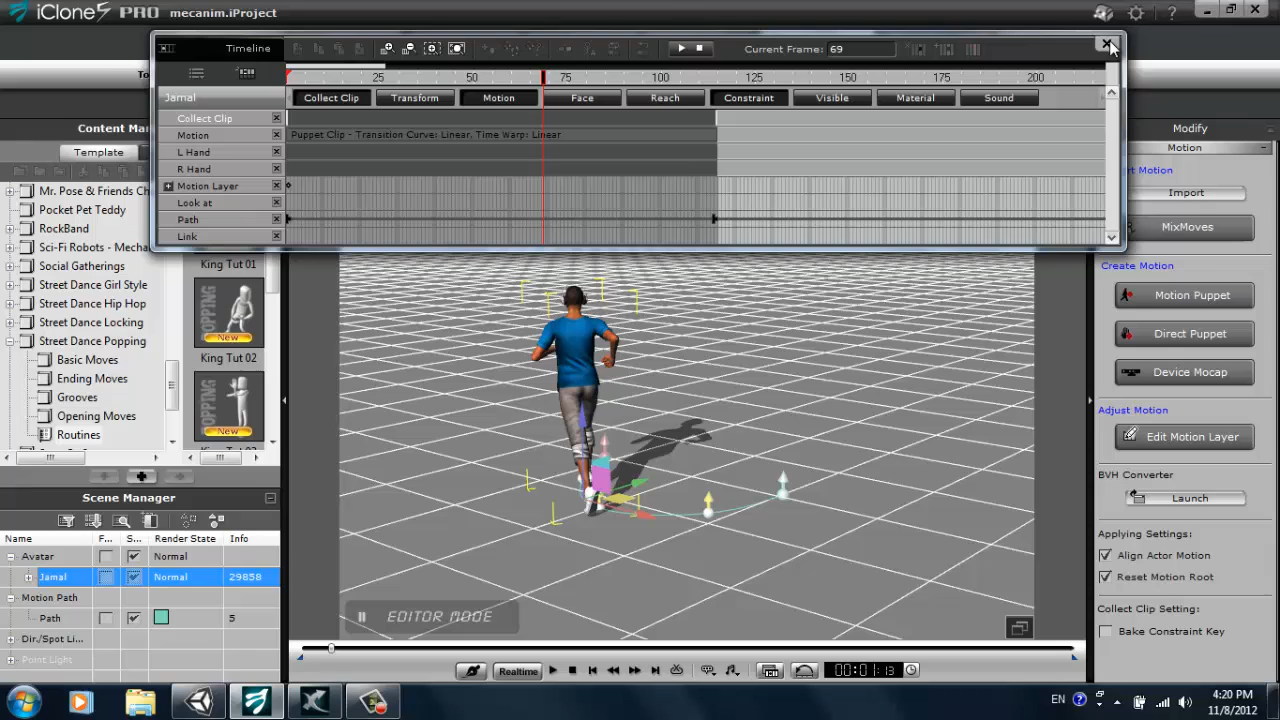 iClone5 PRO mecanim.iProject
Timeline
Current Frame: 69
25 50 75 100 125 150 175 200
Jamal Collect Clip Transform Motion Face Reach Constraint Visible Material Sound
Collect Clip
Motion Puppet Clip - Transition Curve: Linear, Time Warp: Linear
L Hand
R Hand
Motion Layer
Look at
Path
Link
Content Man
Template
Mr. Pose & Friends Ch
Pocket Pet Teddy
RockBand
Sci-Fi Robots - Mecha
Social Gatherings
Street Dance Girl Style
Street Dance Hip Hop
Street Dance Locking
Street Dance Popping
Basic Moves
Ending Moves
Grooves
Opening Moves
Routines
King Tut 01
POPPING
New
King Tut 02
POPPING
New
Scene Manager
Name F... S... Render State Info
Avatar Normal
Jamal Normal 29858
Motion Path
Path 5
Dir./Spot Li...
Point Light
EDITOR MODE
Realtime
00:01:13
Modify
Motion
Import
MixMoves
Create Motion
Motion Puppet
Direct Puppet
Device Mocap
Adjust Motion
Edit Motion Layer
BVH Converter
Launch
Applying Settings:
Align Actor Motion
Reset Motion Root
Collect Clip Setting:
Bake Constraint Key
EN
4:20 PM
11/8/2012